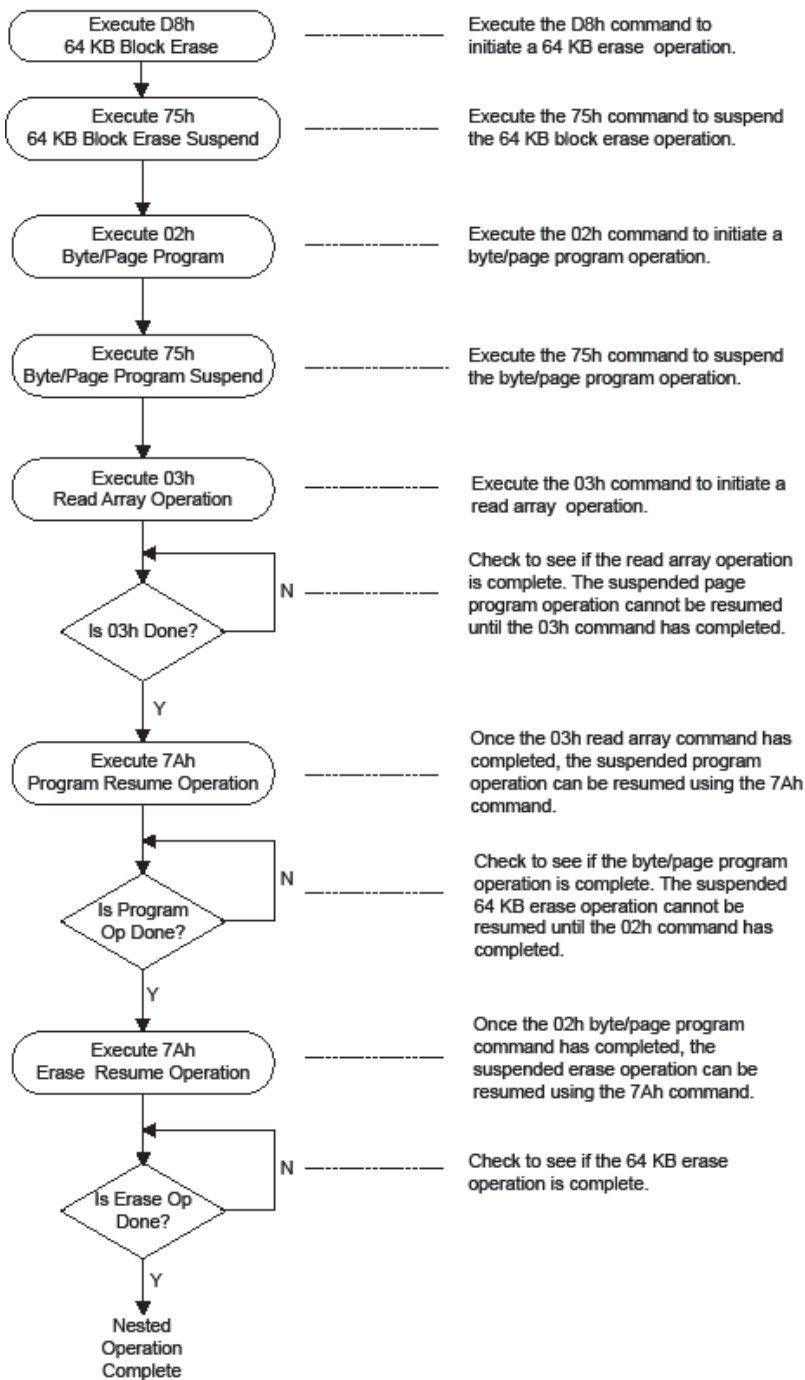 Execute D8h
64 KB Block Erase
Execute the D8h command to
initiate a 64 KB erase operation.
Execute 75h
64 KB Block Erase Suspend
Execute the 75h command to suspend
the 64 KB block erase operation.
Execute 02h
Byte/Page Program
Execute the 02h command to initiate a
byte/page program operation.
Execute 75h
Byte/Page Program Suspend
Execute the 75h command to suspend
the byte/page program operation.
Execute 03h
Read Array Operation
Execute the 03h command to initiate a
read array operation.
Is 03h Done?
N
Y
Check to see if the read array operation
is complete. The suspended page
program operation cannot be resumed
until the 03h command has completed.
Execute 7Ah
Program Resume Operation
Once the 03h read array command has
completed, the suspended program
operation can be resumed using the 7Ah
command.
Is Program
Op Done?
N
Y
Check to see if the byte/page program
operation is complete. The suspended
64 KB erase operation cannot be
resumed until the 02h command has
completed.
Execute 7Ah
Erase Resume Operation
Once the 02h byte/page program
command has completed, the
suspended erase operation can be
resumed using the 7Ah command.
Is Erase Op
Done?
N
Y
Check to see if the 64 KB erase
operation is complete.
Nested
Operation
Complete